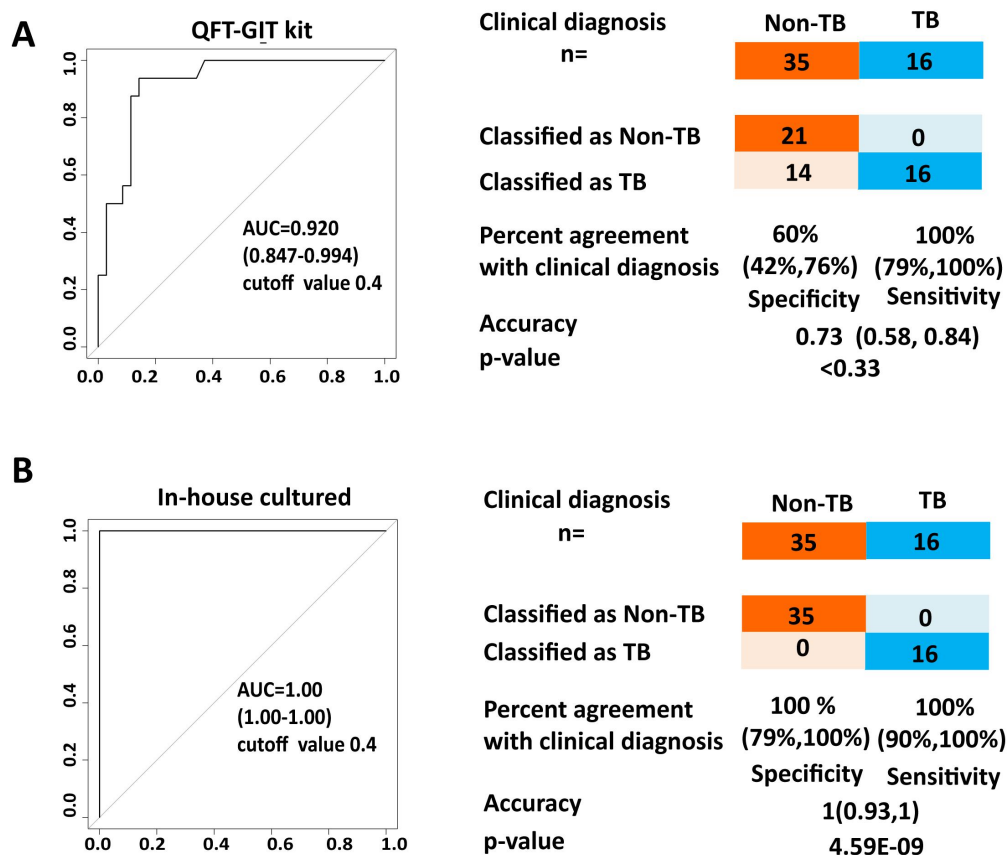 A
QFT-GIT kit
1.0
0.8
0.6
0.4
0.2
0.0
AUC=0.920
(0.847-0.994)
cutoff value 0.4
0.0 0.2 0.4 0.6 0.8 1.0
Clinical diagnosis Non-TB TB
n= 35 16
Classified as Non-TB 21 0
Classified as TB 14 16
Percent agreement 60% 100%
with clinical diagnosis (42%,76%) (79%,100%)
Specificity Sensitivity
Accuracy 0.73 (0.58, 0.84)
p-value <0.33
B
In-house cultured
1.0
0.8
0.6
0.4
0.2
0.0
AUC=1.00
(1.00-1.00)
cutoff value 0.4
0.0 0.2 0.4 0.6 0.8 1.0
Clinical diagnosis Non-TB TB
n= 35 16
Classified as Non-TB 35 0
Classified as TB 0 16
Percent agreement 100 % 100%
with clinical diagnosis (79%,100%) (90%,100%)
Specificity Sensitivity
Accuracy 1(0.93,1)
p-value 4.59E-09